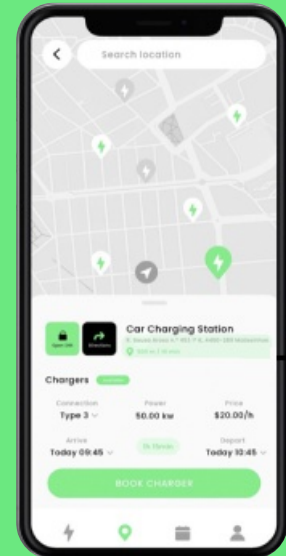 Search location
Car Charging Station
Directions
Chargers
Connection Power Price
Type 3 50.00 kw $20.00/h
Arrive Depart
Today 09:45 Today 10:45
BOOK CHARGER